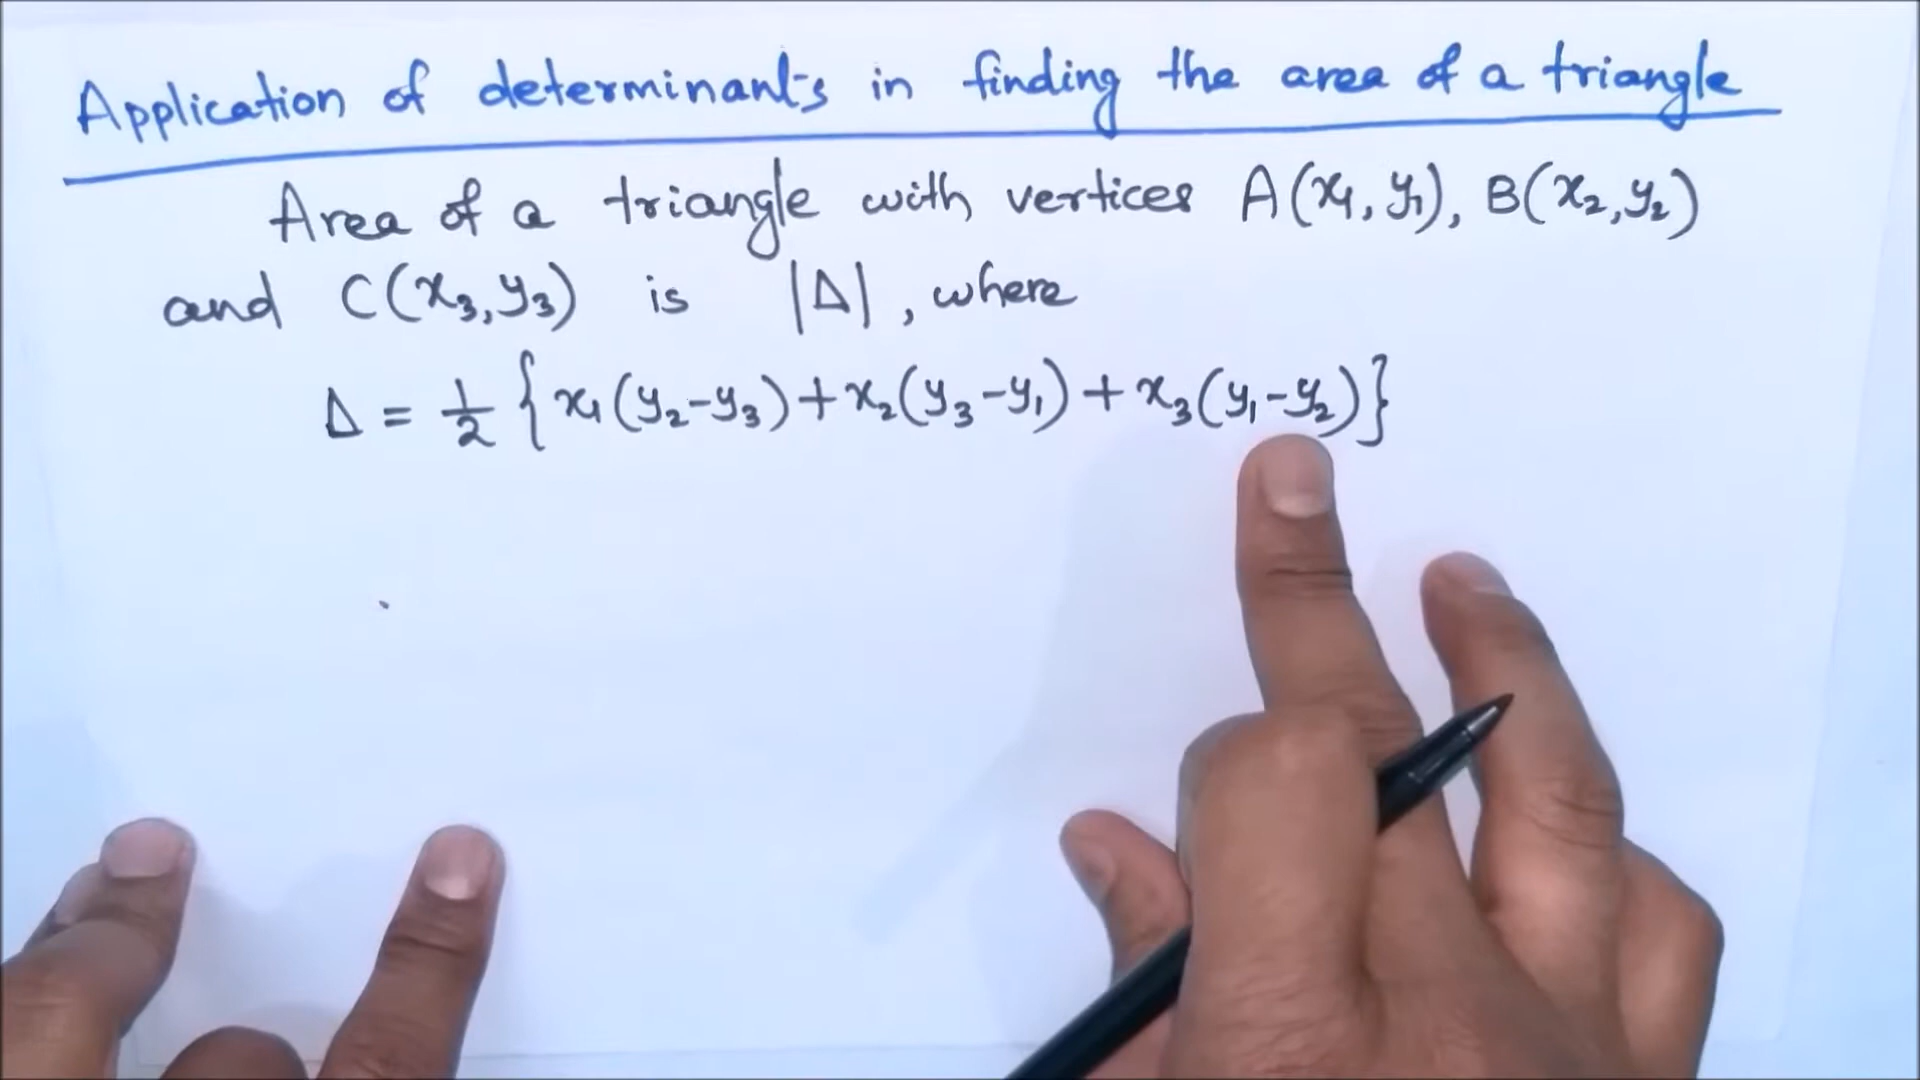 Application of determinants in finding the area of a triangle
Area of a triangle with vertices A(x₁, y₁), B(x₂,y₂)
and C(x₃,y₃) is |Δ|, where
Δ = 1/2 {x₁(y₂-y₃)+x₂(y₃-y₁)+x₃(y₁-y₂)}